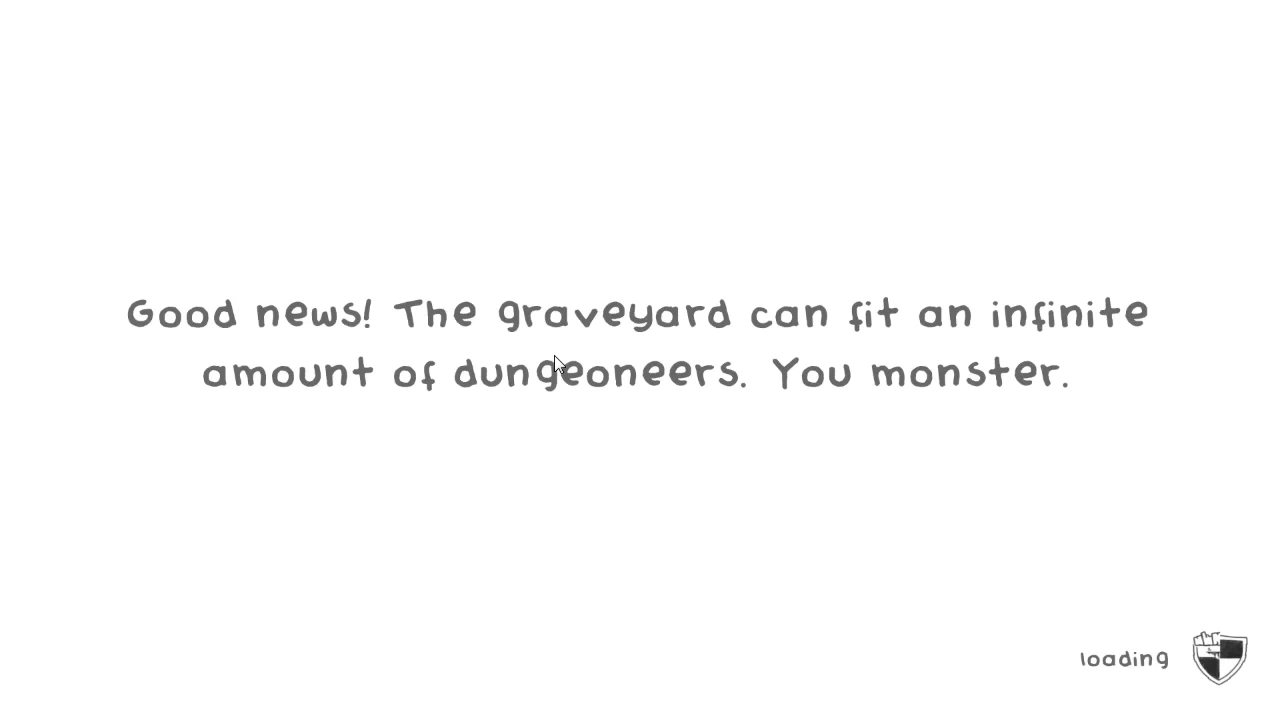 Good news! The graveyard can fit an infinite
amount of dungeoneers. You monster.
loading